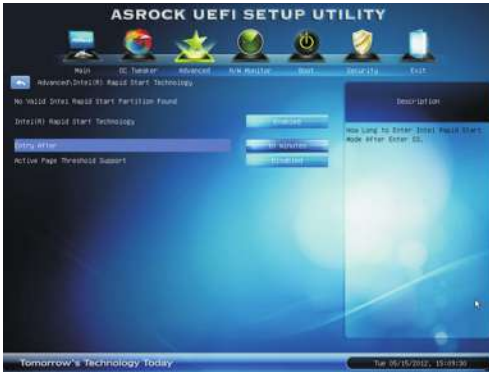 ASROCK UEFI SETUP UTILITY
Main OC Tweaker Advanced H/W Monitor Boot Security Exit
Advanced\Intel(R) Rapid Start Technology
No Valid Intel Rapid Start Partition Found
Intel(R) Rapid Start Technology Enabled
Entry After 10 Minutes
Active Page Threshold Support Disabled
Description
How Long to Enter Intel Rapid Start
Mode After Enter S3.
Tomorrow's Technology Today
Tue 05/15/2012, 15:09:30